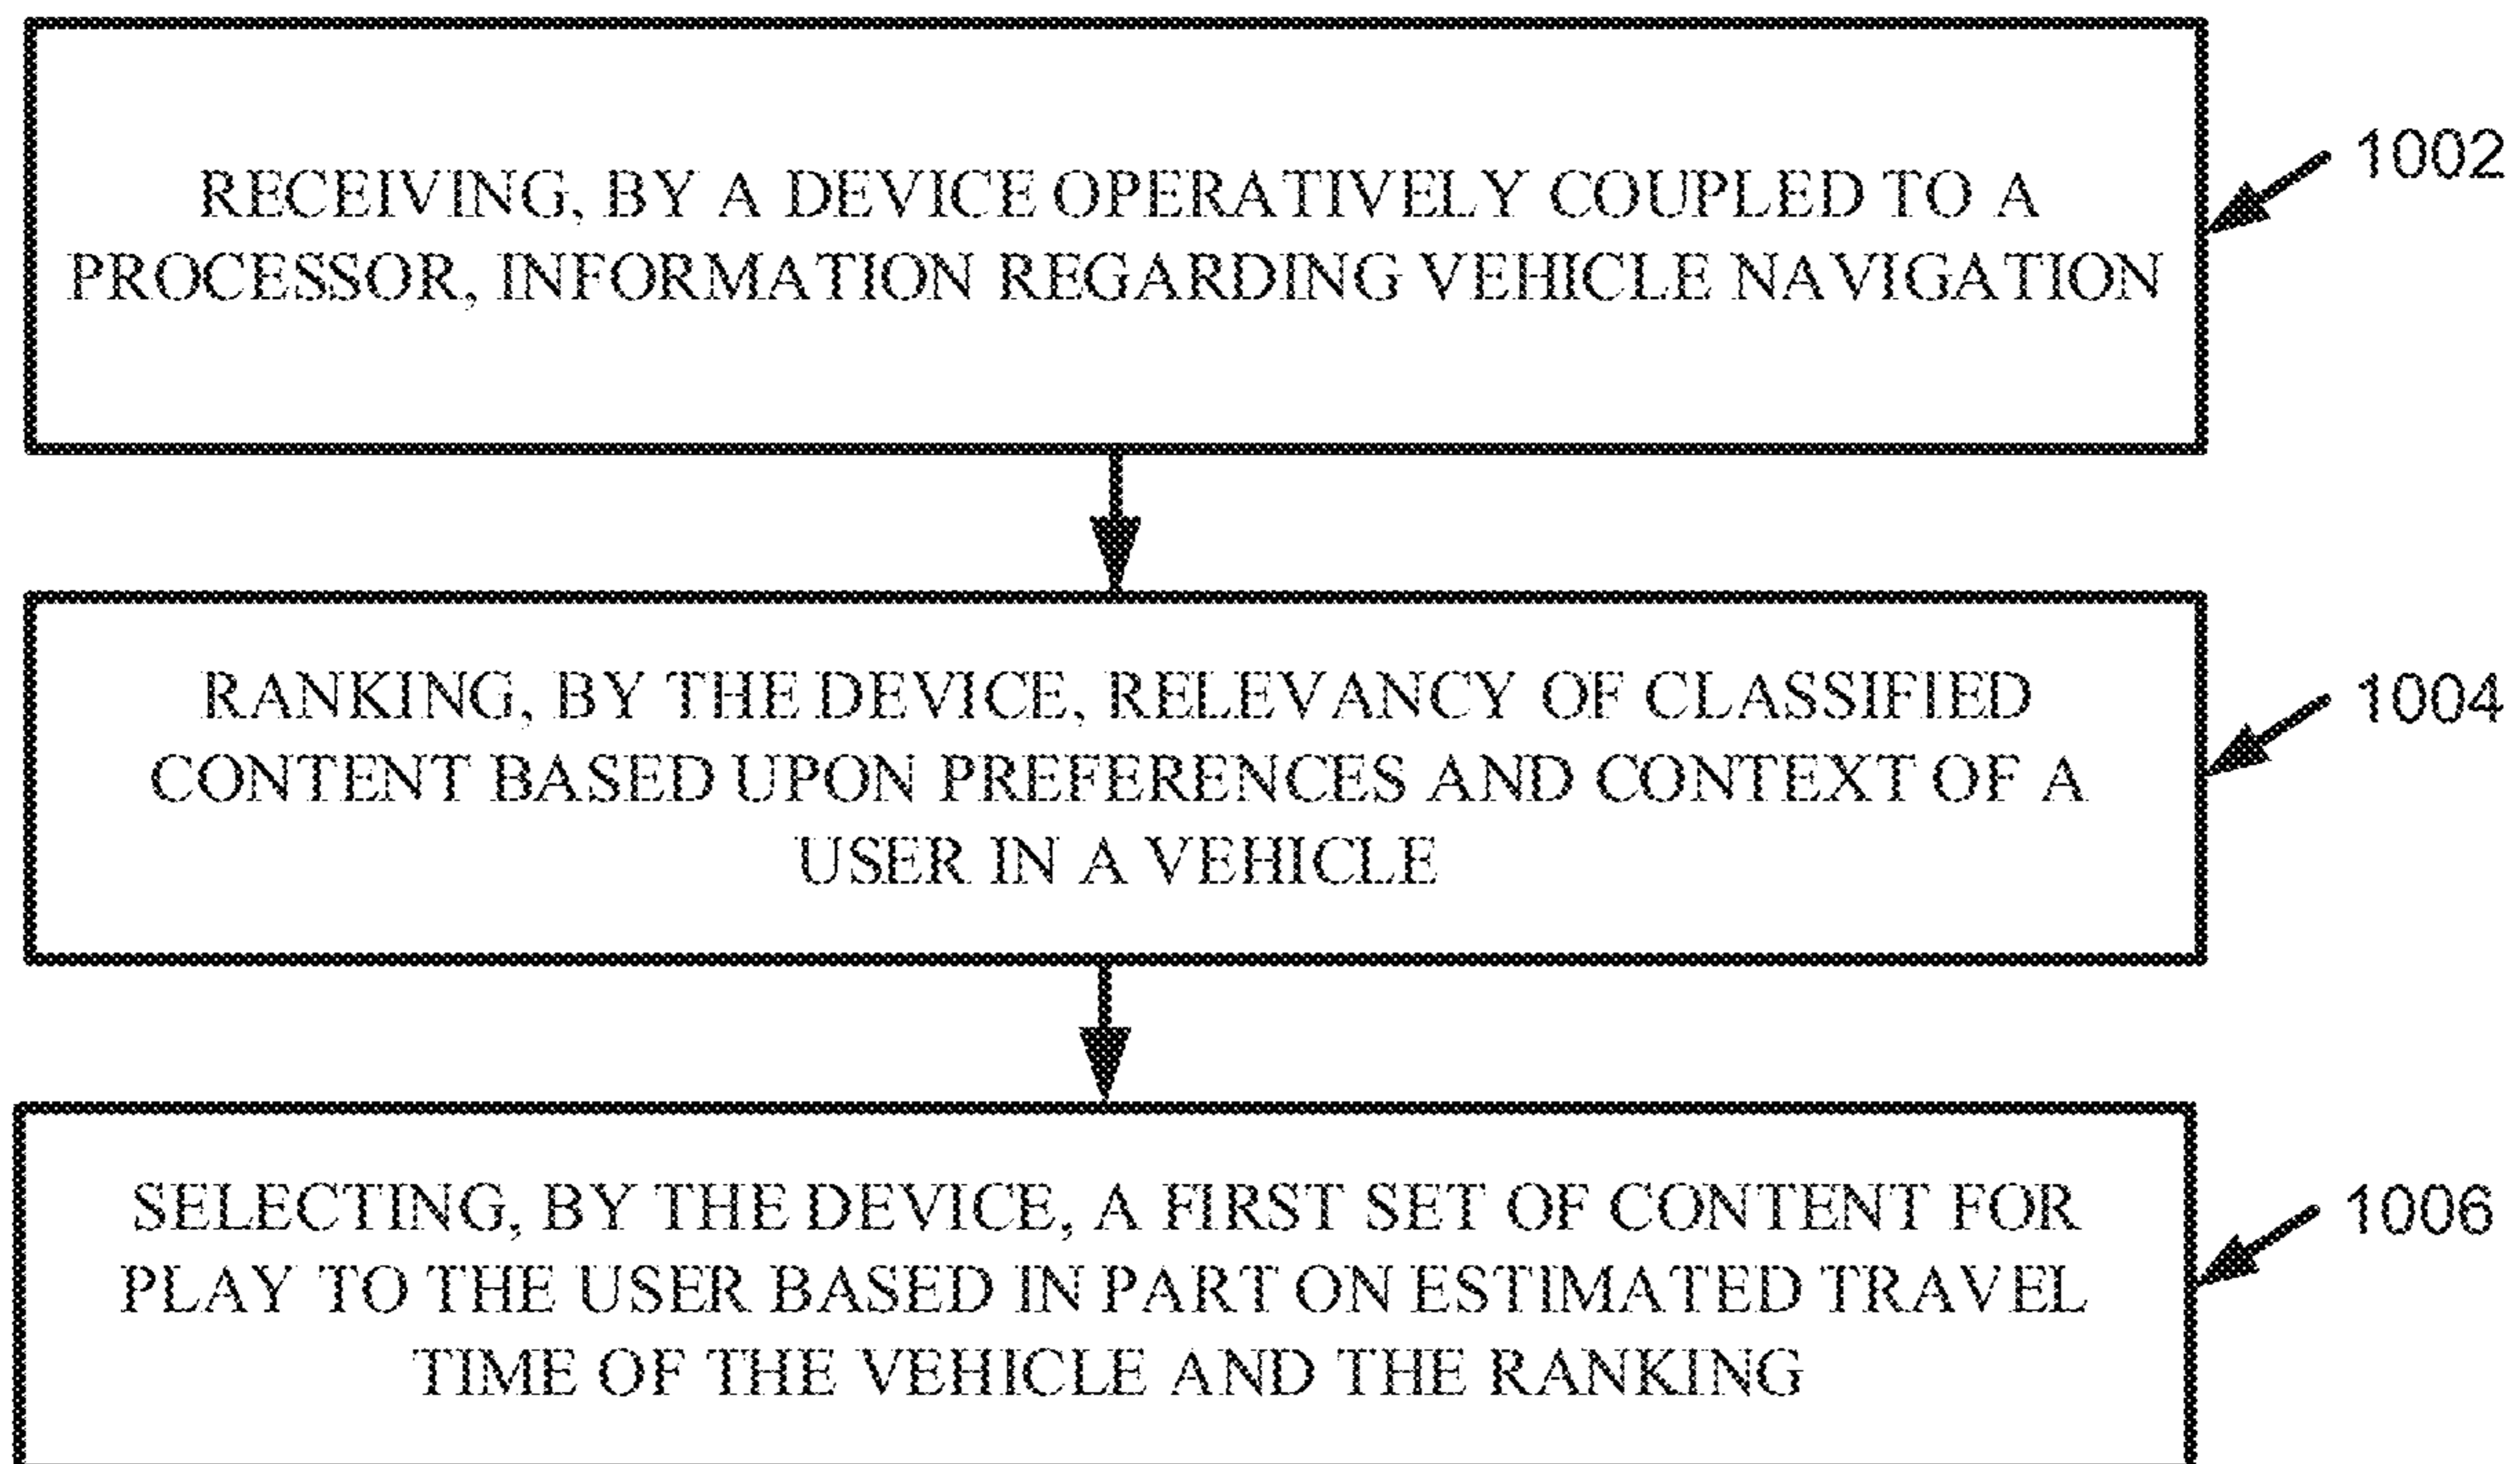 RECEIVING, BY A DEVICE OPERATIVELY COUPLED TO A
PROCESSOR, INFORMATION REGARDING VEHICLE NAVIGATION
1002
RANKING, BY THE DEVICE, RELEVANCY OF CLASSIFIED
CONTENT BASED UPON PREFERENCES AND CONTEXT OF A
USER IN A VEHICLE
1004
SELECTING, BY THE DEVICE, A FIRST SET OF CONTENT FOR
PLAY TO THE USER BASED IN PART ON ESTIMATED TRAVEL
TIME OF THE VEHICLE AND THE RANKING
1006